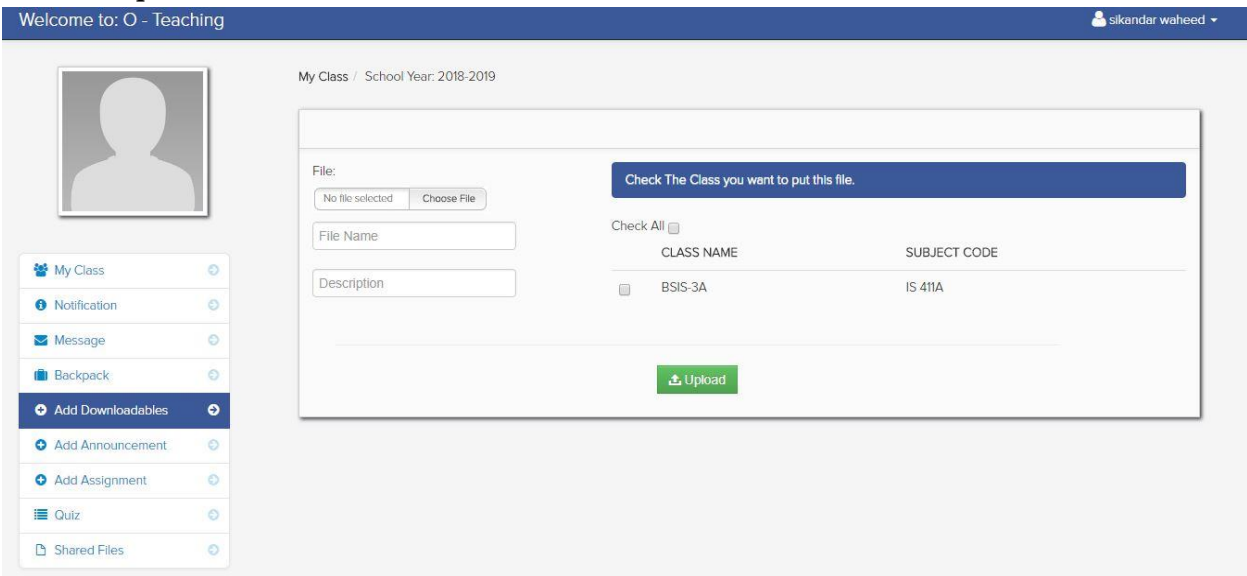 Welcome to: O - Teaching
sikandar waheed
My Class / School Year: 2018-2019
File:
No file selected Choose File
File Name
Description
Check The Class you want to put this file.
Check All
CLASS NAME SUBJECT CODE
BSIS-3A IS 411A
Upload
My Class
Notification
Message
Backpack
Add Downloadables
Add Announcement
Add Assignment
Quiz
Shared Files